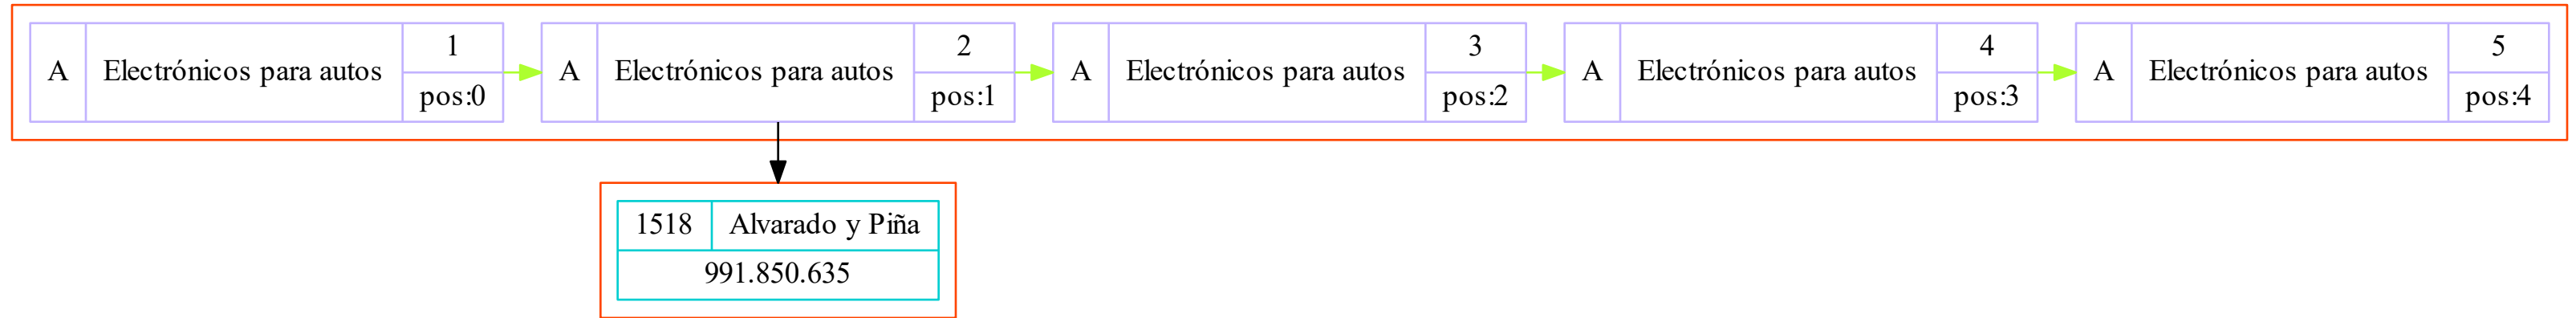 A Electrónicos para autos 1 pos:0
A Electrónicos para autos 2 pos:1
A Electrónicos para autos 3 pos:2
A Electrónicos para autos 4 pos:3
A Electrónicos para autos 5 pos:4
1518 Alvarado y Piña
991.850.635